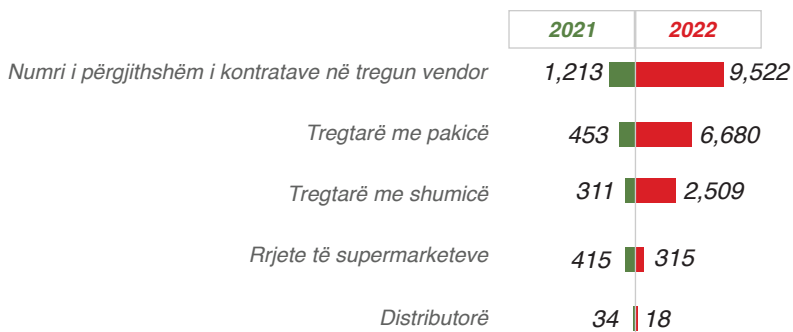 2021 2022
Numri i përgjithshëm i kontratave në tregun vendor 1,213 9,522
Tregtarë me pakicë 453 6,680
Tregtarë me shumicë 311 2,509
Rrjete të supermarketeve 415 315
Distributorë 34 18